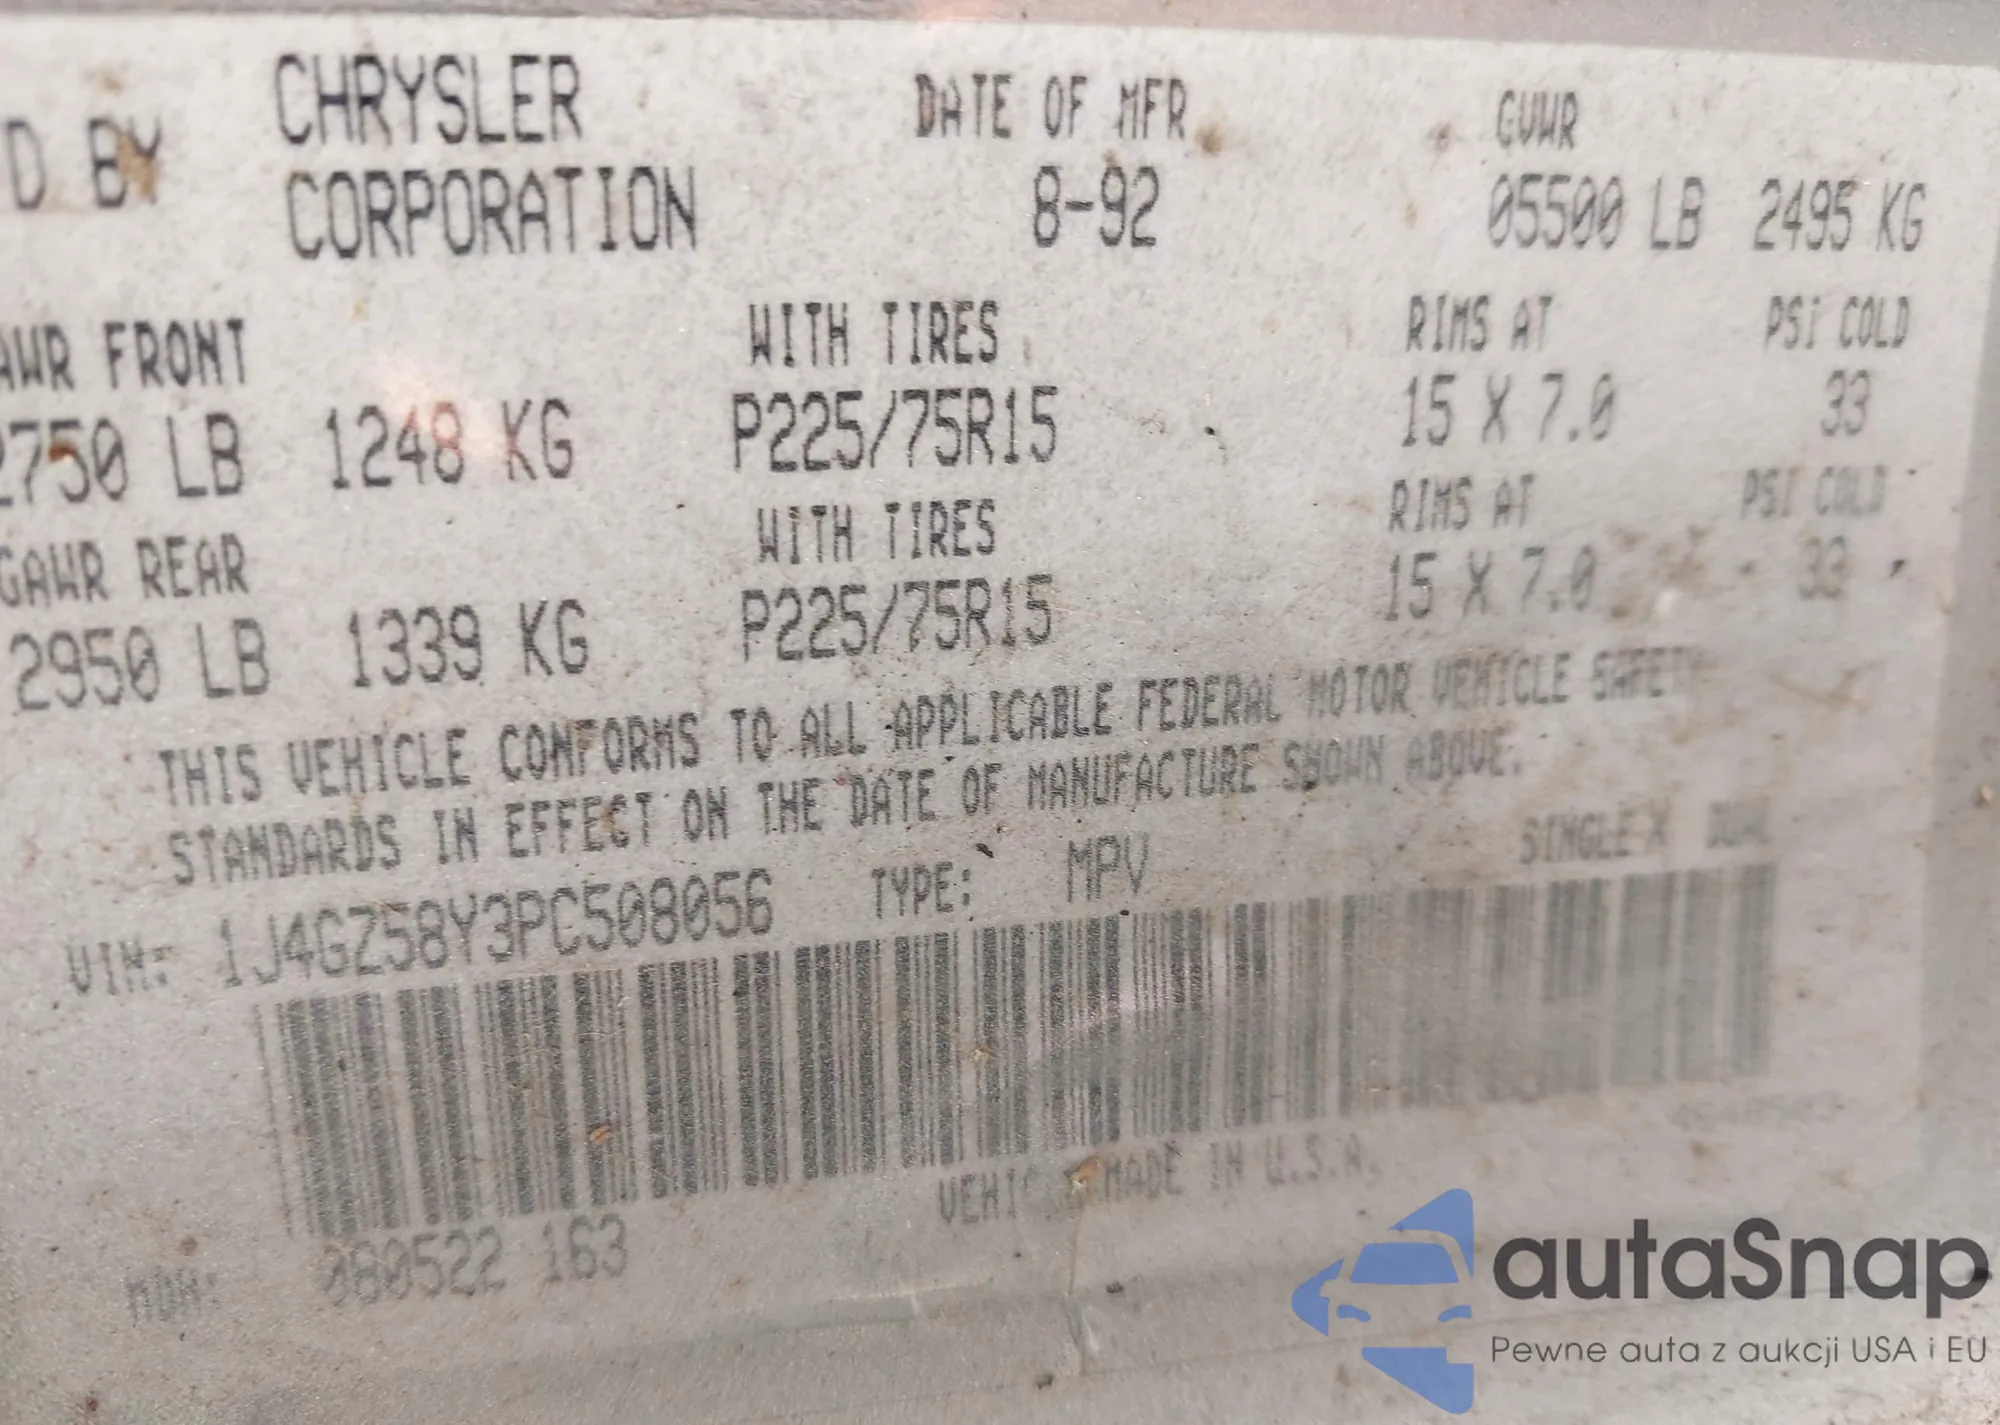 D BY CHRYSLER CORPORATION
DATE OF MFR 8-92
GVWR 05500 LB 2495 KG
AWR FRONT WITH TIRES RIMS AT PSI COLD
2750 LB 1248 KG P225/75R15 15 X 7.0 33
GAWR REAR WITH TIRES RIMS AT PSI COLD
2950 LB 1339 KG P225/75R15 15 X 7.0 33
THIS VEHICLE CONFORMS TO ALL APPLICABLE FEDERAL MOTOR VEHICLE SAFETY
STANDARDS IN EFFECT ON THE DATE OF MANUFACTURE SHOWN ABOVE.
VIN: 1J4GZ58Y3PC508056 TYPE: MPV SINGLE X DUAL
VEHICLE MADE IN U.S.A.
MDH: 080522 163
autaSnap
Pewne auta z aukcji USA i EU